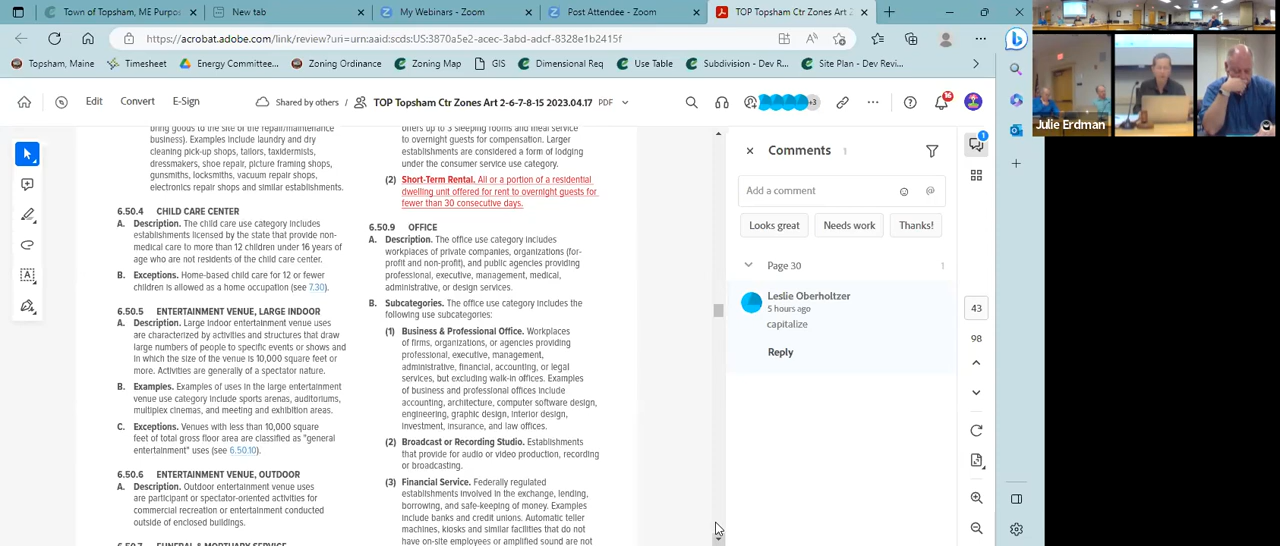 Town of Topsham, ME Purpo
New tab
My Webinars - Zoom
Post Attendee - Zoom
TOP Topsham Ctr Zones Art 2-
https://acrobat.adobe.com/link/review?uri=urn:aaid:scds:US:3870a5e2-acec-3abd-adcf-8328e1b2415f
Topsham, Maine
Timesheet
Energy Committee...
Zoning Ordinance
Zoning Map
GIS
Dimensional Req
Use Table
Subdivision - Dev R...
Site Plan - Dev Revi...
Edit
Convert
E-Sign
Shared by others
TOP Topsham Ctr Zones Art 2-6-7-8-15 2023.04.17
PDF
+3
16
bring goods to the site of the repair/maintenance
business). Examples include laundry and dry
cleaning pick-up shops, tailors, taxidermists,
dressmakers, shoe repair, picture framing shops,
gunsmiths, locksmiths, vacuum repair shops,
electronics repair shops and similar establishments.
6.50.4 CHILD CARE CENTER
A. Description. The child care use category includes
establishments licensed by the state that provide non-
medical care to more than 12 children under 16 years of
age who are not residents of the child care center.
B. Exceptions. Home-based child care for 12 or fewer
children is allowed as a home occupation (see 7.30).
6.50.5 ENTERTAINMENT VENUE, LARGE INDOOR
A. Description. Large indoor entertainment venue uses
are characterized by activities and structures that draw
large numbers of people to specific events or shows and
in which the size of the venue is 10,000 square feet or
more. Activities are generally of a spectator nature.
B. Examples. Examples of uses in the large entertainment
venue use category include sports arenas, auditoriums,
multiplex cinemas, and meeting and exhibition areas.
C. Exceptions. Venues with less than 10,000 square
feet of total gross floor area are classified as "general
entertainment" uses (see 6.50.10).
6.50.6 ENTERTAINMENT VENUE, OUTDOOR
A. Description. Outdoor entertainment venue uses
are participant or spectator-oriented activities for
commercial recreation or entertainment conducted
outside of enclosed buildings.
6.50.7 FUNERAL & MORTUARY SERVICE
offers up to 3 sleeping rooms and meal service
to overnight guests for compensation. Larger
establishments are considered a form of lodging
under the consumer service use category.
(2) Short-Term Rental. All or a portion of a residential
dwelling unit offered for rent to overnight guests for
fewer than 30 consecutive days.
6.50.9 OFFICE
A. Description. The office use category includes
workplaces of private companies, organizations (for-
profit and non-profit), and public agencies providing
professional, executive, management, medical,
administrative, or design services.
B. Subcategories. The office use category includes the
following use subcategories:
(1) Business & Professional Office. Workplaces
of firms, organizations, or agencies providing
professional, executive, management,
administrative, financial, accounting, or legal
services, but excluding walk-in offices. Examples
of business and professional offices include
accounting, architecture, computer software design,
engineering, graphic design, interior design,
investment, insurance, and law offices.
(2) Broadcast or Recording Studio. Establishments
that provide for audio or video production, recording
or broadcasting.
(3) Financial Service. Federally regulated
establishments involved in the exchange, lending,
borrowing, and safe-keeping of money. Examples
include banks and credit unions. Automatic teller
machines, kiosks and similar facilities that do not
have on-site employees or amplified sound are not
Comments 1
Add a comment
Looks great
Needs work
Thanks!
Page 30
1
Leslie Oberholtzer
5 hours ago
capitalize
Reply
1
43
98
Julie Erdman